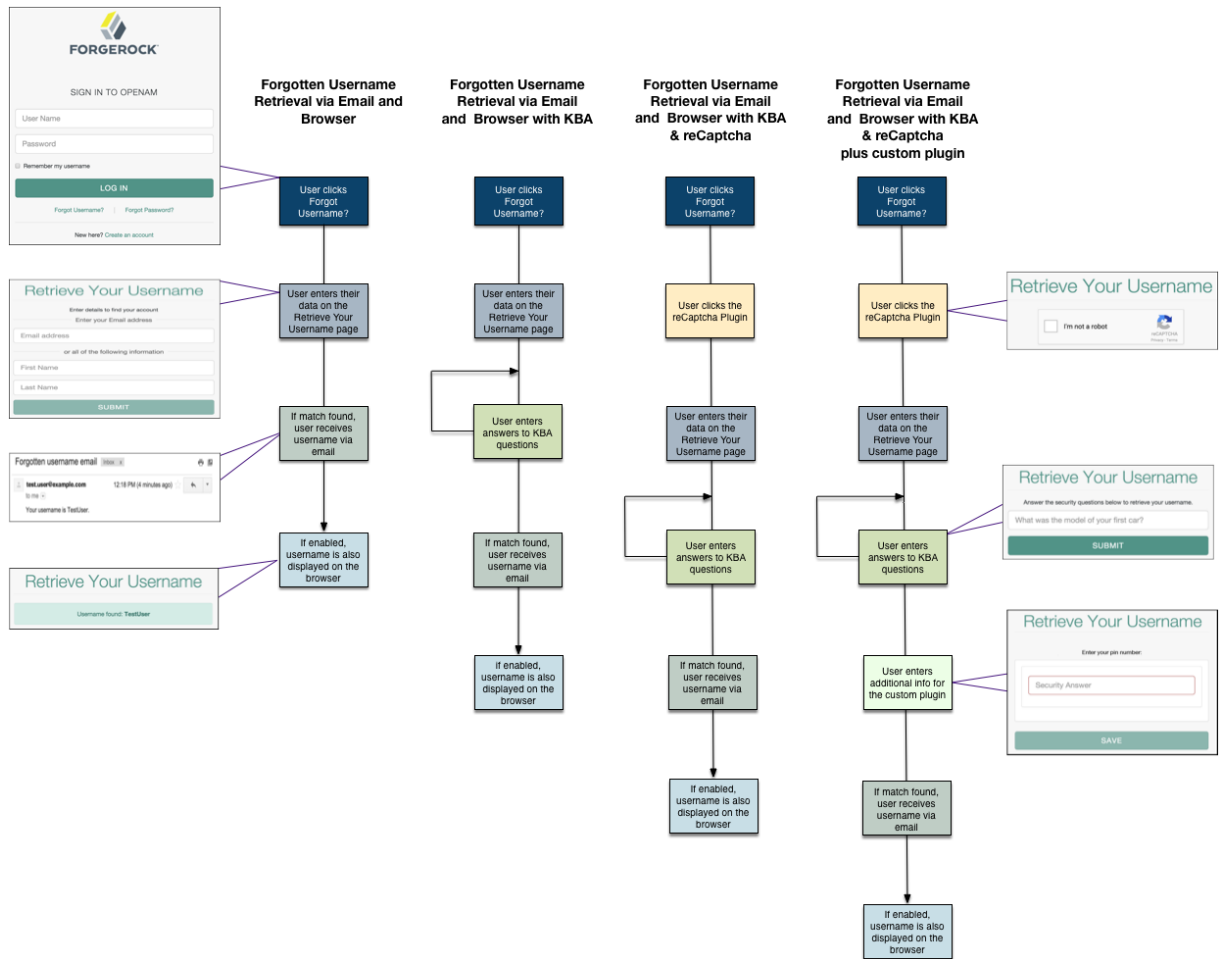 FORGEROCK
SIGN IN TO OPENAM
User Name
Password
Remember my username
LOG IN
Forgot Username?
Forgot Password?
New here? Create an account
Retrieve Your Username
Enter details to find your account
Enter your Email address
Email address
or all of the following information
First Name
Last Name
SUBMIT
Forgotten username email
Inbox x
test.user@example.com
12:18 PM (4 minutes ago)
to me
Your username is TestUser.
Retrieve Your Username
Username found: TestUser
Forgotten Username
Retrieval via Email and
Browser
User clicks
Forgot
Username?
User enters their
data on the
Retrieve Your
Username page
If match found,
user receives
username via
email
If enabled,
username is also
displayed on the
browser
Forgotten Username
Retrieval via Email
and Browser with KBA
User clicks
Forgot
Username?
User enters their
data on the
Retrieve Your
Username page
User enters
answers to KBA
questions
If match found,
user receives
username via
email
if enabled,
username is also
displayed on the
browser
Forgotten Username
Retrieval via Email
and Browser with KBA
& reCaptcha
User clicks
Forgot
Username?
User clicks the
reCaptcha Plugin
User enters their
data on the
Retrieve Your
Username page
User enters
answers to KBA
questions
If match found,
user receives
username via
email
If enabled,
username is also
displayed on the
browser
Forgotten Username
Retrieval via Email
and Browser with KBA
& reCaptcha
plus custom plugin
User clicks
Forgot
Username?
User clicks the
reCaptcha Plugin
User enters their
data on the
Retrieve Your
Username page
User enters
answers to KBA
questions
User enters
additional info for
the custom plugin
If match found,
user receives
username via
email
If enabled,
username is also
displayed on the
browser
Retrieve Your Username
I'm not a robot
reCAPTCHA
Privacy - Terms
Retrieve Your Username
Answer the security questions below to retrieve your username.
What was the model of your first car?
SUBMIT
Retrieve Your Username
Enter your pin number:
Security Answer
SAVE